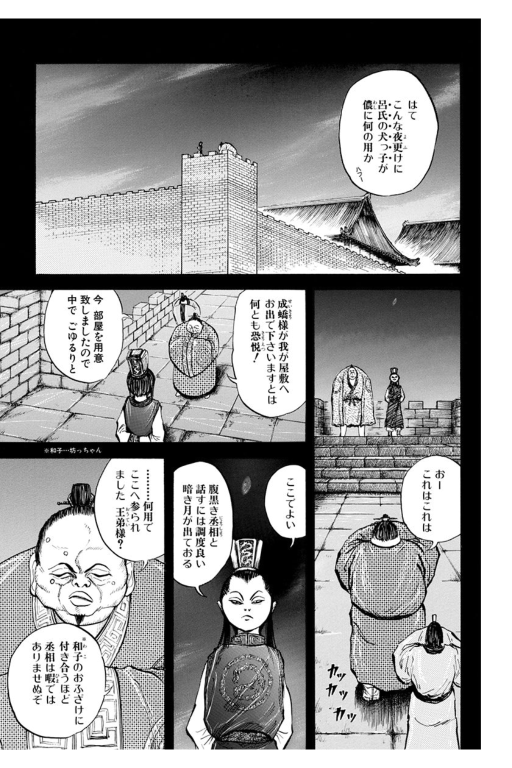 はて
こんな夜更けに
呂氏の犬っ子が
儂に何の用か
ハフー
おー
これはこれは
カッ
カッ
カッ
成蟜様が我が屋敷へ
お出で下さいますとは
何とも恐悦！
今 部屋を用意
致しましたので
中で ごゆるりと
ここでよい
腹黒き丞相と
話すには調度良い
暗き月が出ておる
………何用で
ここへ参られ
ました 王弟様？
和子のおふざけに
付き合うほど
丞相は暇では
ありませぬぞ
※和子…坊っちゃん